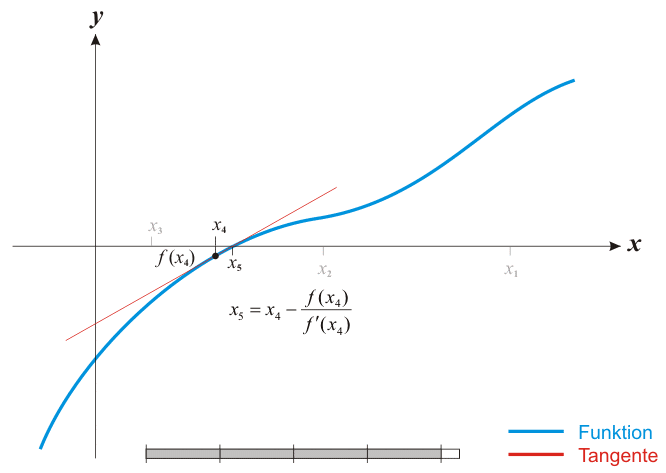 y
x₃
x₄
x
f(x₄)
x₅
x₂
x₁
x₅ = x₄ − f(x₄) / f′(x₄)
Funktion
Tangente